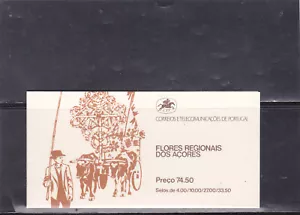 CORREIOS E TELECOMUNICAÇÕES DE PORTUGAL
FLORES REGIONAIS
DOS AÇORES
Preço 74.50
Selos de 4.00/10.00/27.00/33.50